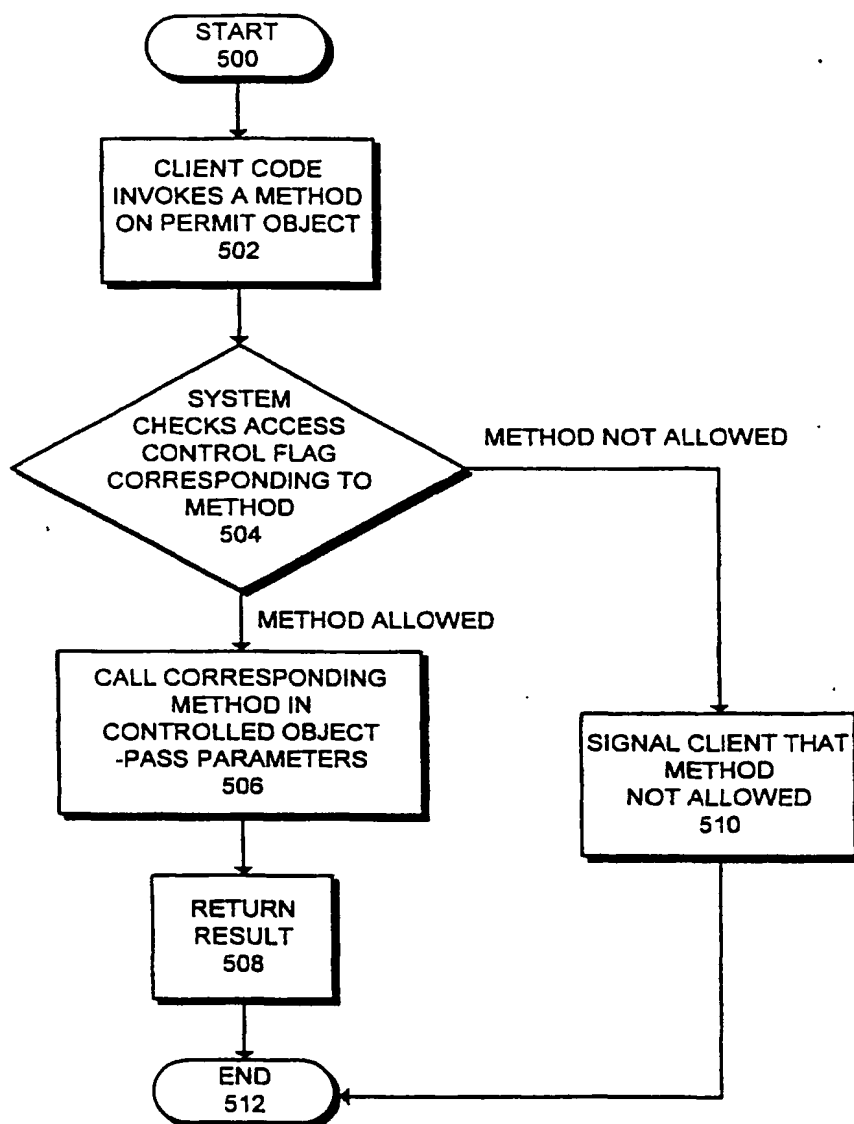 START
500
CLIENT CODE
INVOKES A METHOD
ON PERMIT OBJECT
502
SYSTEM
CHECKS ACCESS
CONTROL FLAG
CORRESPONDING TO
METHOD
504
METHOD NOT ALLOWED
METHOD ALLOWED
CALL CORRESPONDING
METHOD IN
CONTROLLED OBJECT
-PASS PARAMETERS
506
SIGNAL CLIENT THAT
METHOD
NOT ALLOWED
510
RETURN
RESULT
508
END
512